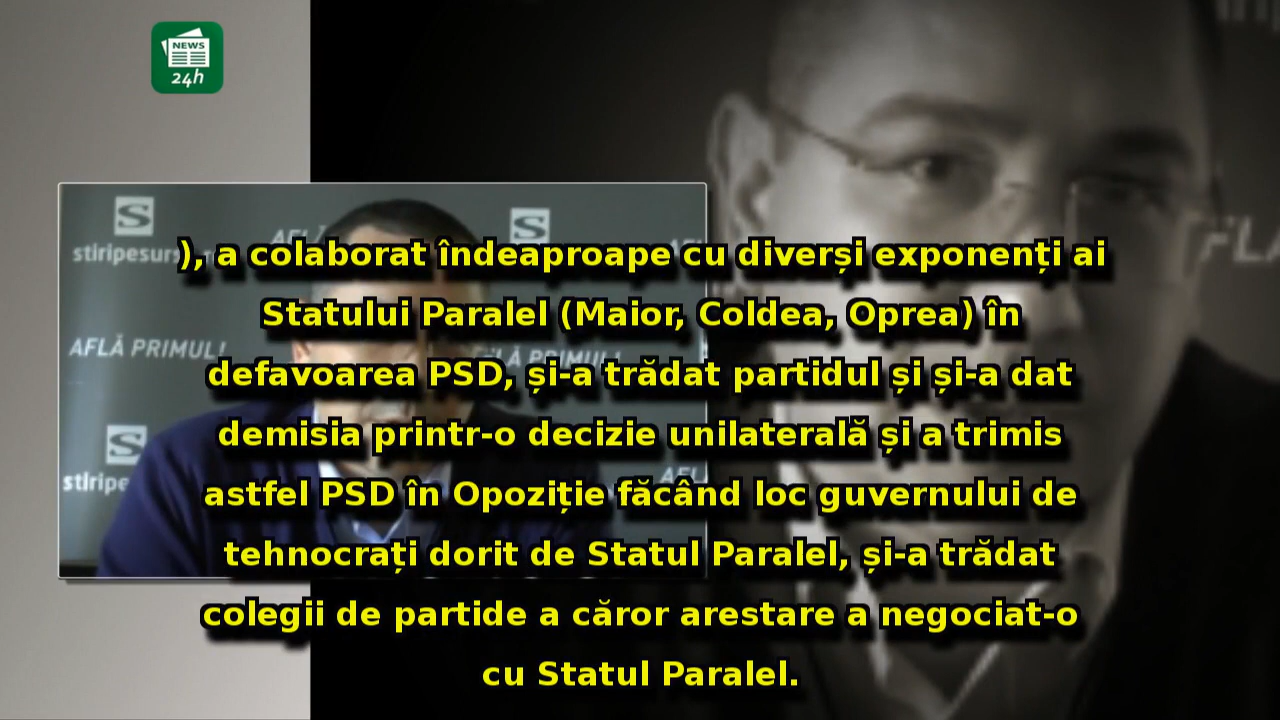 NEWS
24h
), a colaborat îndeaproape cu diverși exponenți ai
Statului Paralel (Maior, Coldea, Oprea) în
defavoarea PSD, și-a trădat partidul și și-a dat
demisia printr-o decizie unilaterală și a trimis
astfel PSD în Opoziție făcând loc guvernului de
tehnocrați dorit de Statul Paralel, și-a trădat
colegii de partide a căror arestare a negociat-o
cu Statul Paralel.
S
S
AFLĂ PRIMUL!
AFLĂ PRIMUL!
S